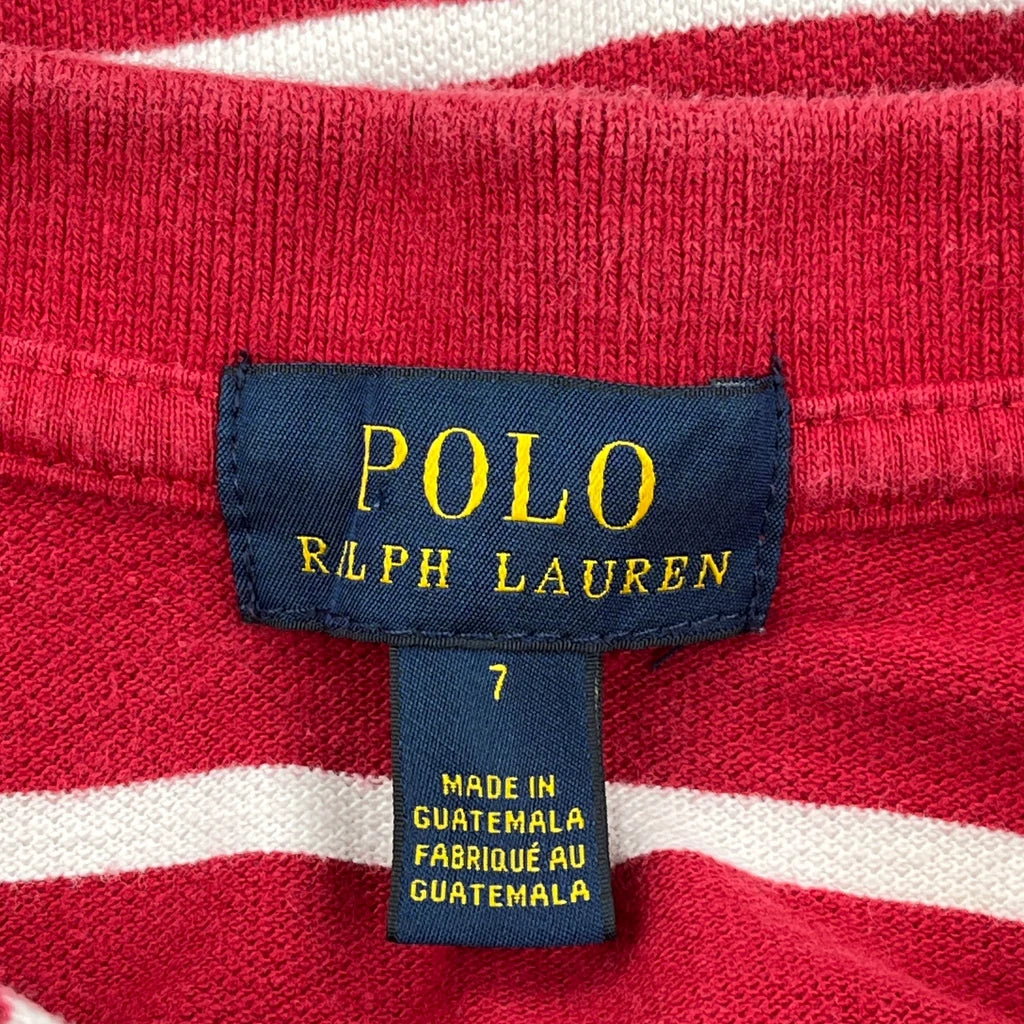 POLO
RALPH LAUREN
7
MADE IN
GUATEMALA
FABRIQUÉ AU
GUATEMALA